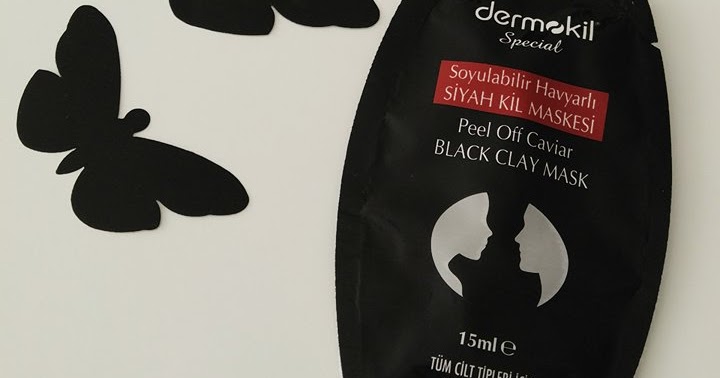 dermokil®
Special
Soyulabilir Havyarlı
SİYAH KİL MASKESİ
Peel Off Caviar
BLACK CLAY MASK
15ml ℮
TÜM CİLT TİPLERİ